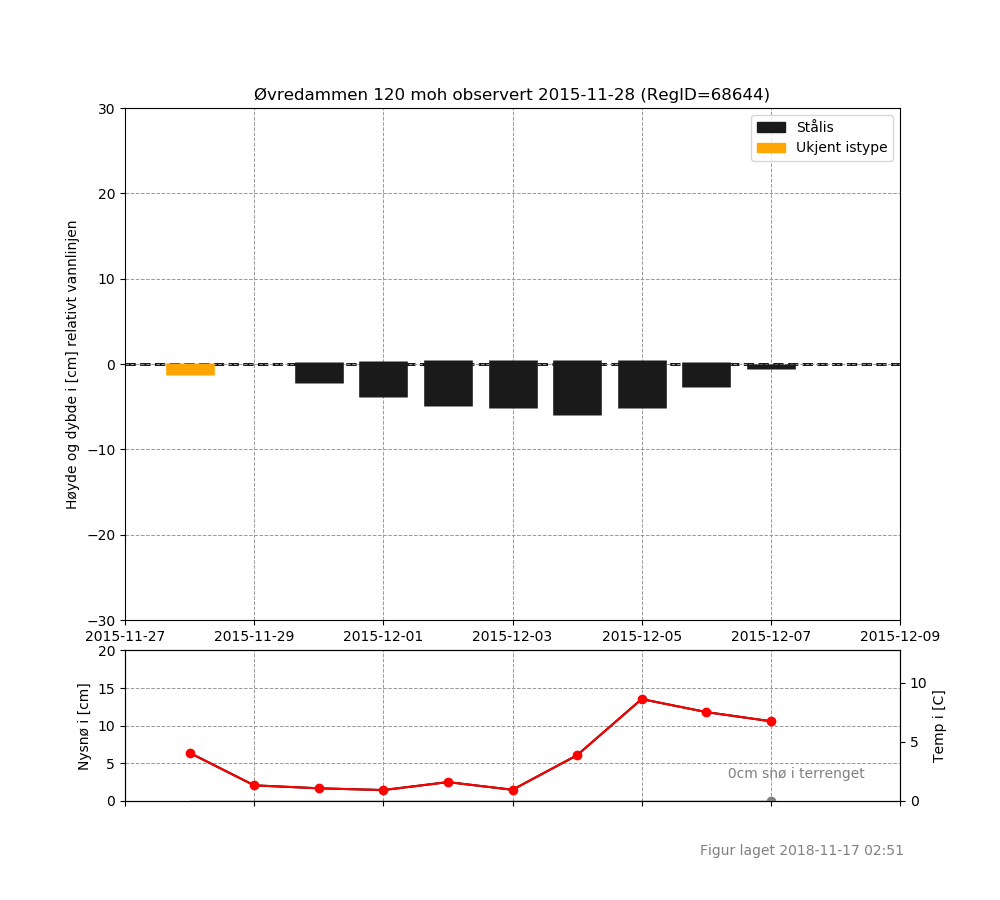 Øvredammen 120 moh observert 2015-11-28 (RegID=68644)
Stålis
Ukjent istype
Høyde og dybde i [cm] relativt vannlinjen
30
20
10
0
−10
−20
−30
2015-11-27 2015-11-29 2015-12-01 2015-12-03 2015-12-05 2015-12-07 2015-12-09
Nysnø i [cm]
20
15
10
5
0
10
5
0
Temp i [C]
0cm snø i terrenget
Figur laget 2018-11-17 02:51